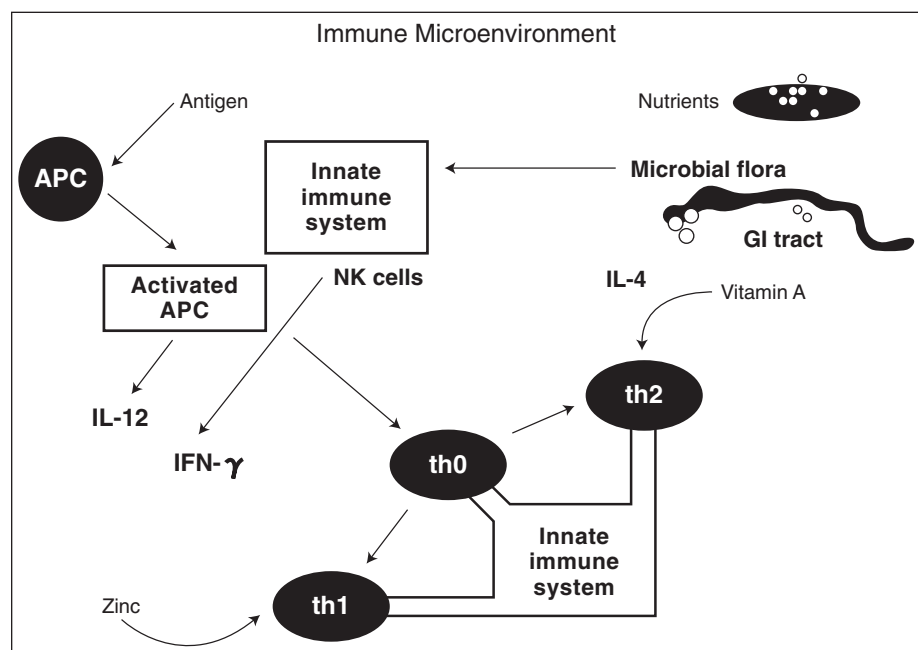 Immune Microenvironment
Antigen
Nutrients
APC
Innate
immune
system
Microbial flora
GI tract
Activated
APC
NK cells
IL-4
Vitamin A
IL-12
th2
IFN-γ
th0
Innate
immune
system
Zinc
th1